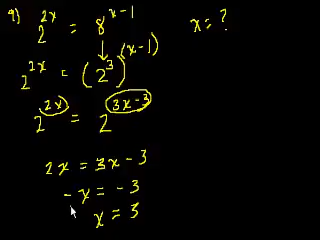 9) 2^{2x} = 8^{x-1} x = ?
2^{2x} = (2^3)^{(x-1)}
2^{2x} = 2^{3x-3}
2x = 3x - 3
-x = -3
x = 3